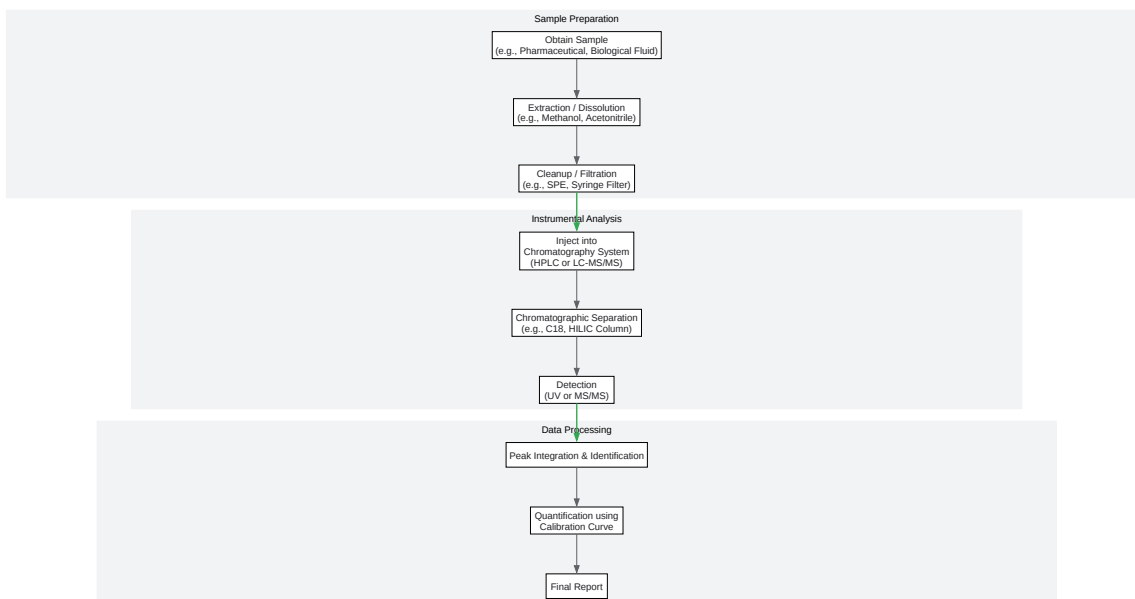 Sample Preparation
Obtain Sample
(e.g., Pharmaceutical, Biological Fluid)
Extraction / Dissolution
(e.g., Methanol, Acetonitrile)
Cleanup / Filtration
(e.g., SPE, Syringe Filter)
Instrumental Analysis
Inject into
Chromatography System
(HPLC or LC-MS/MS)
Chromatographic Separation
(e.g., C18, HILIC Column)
Detection
(UV or MS/MS)
Data Processing
Peak Integration & Identification
Quantification using
Calibration Curve
Final Report